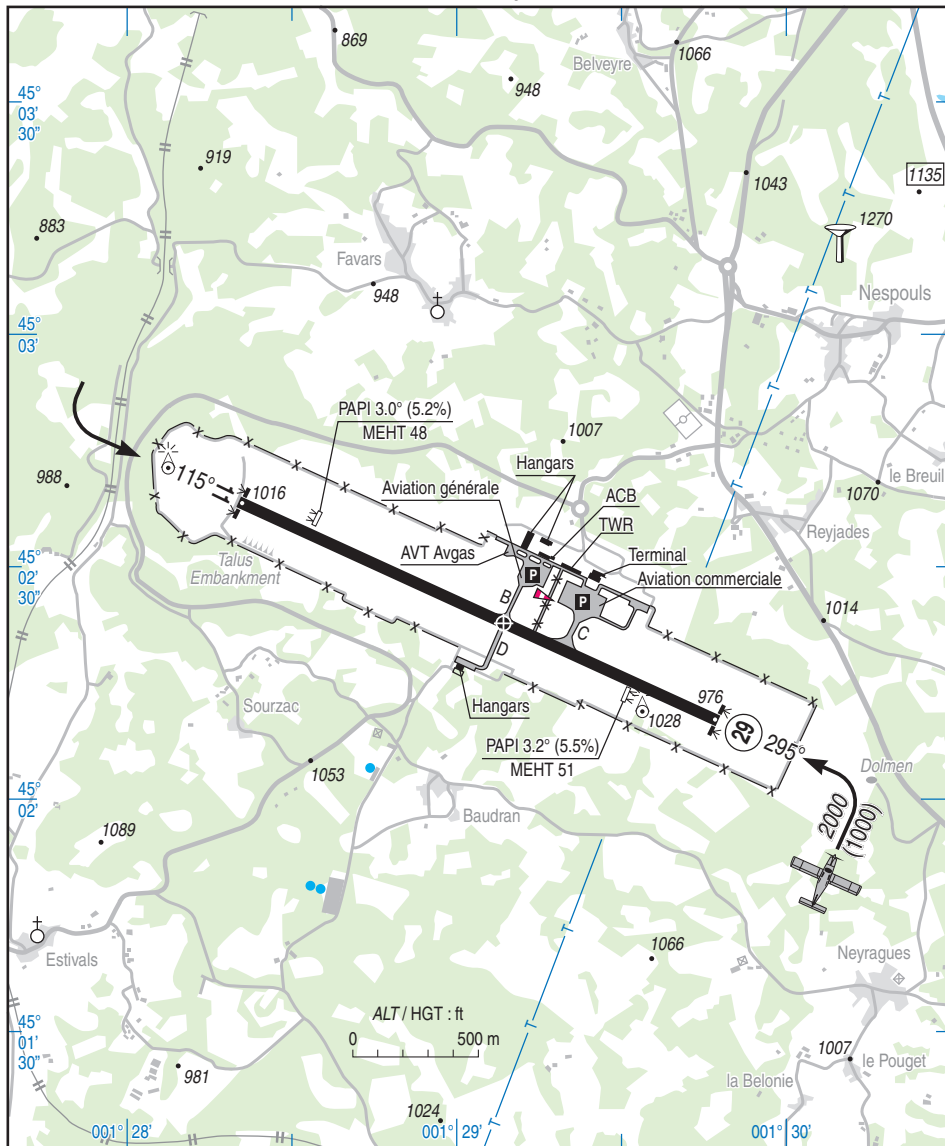 869
1066
Belveyre
948
45°
03'
30"
919
1043
1135
883
1270
Favars
948
Nespouls
45°
03'
PAPI 3.0° (5.2%)
MEHT 48
1007
Hangars
le Breuil
988
115°
1016
Aviation générale
ACB
1070
TWR
Reyjades
AVT Avgas
Terminal
Talus
Embankment
Aviation commerciale
45°
02'
30"
P
P
B
C
D
1014
976
Sourzac
Hangars
1028
29
295°
PAPI 3.2° (5.5%)
MEHT 51
Dolmen
1053
45°
02'
Baudran
2000
(1000)
1089
T
T
T
T
T
T
Estivals
1066
Neyragues
ALT / HGT : ft
0 500 m
45°
01'
30"
981
1007
le Pouget
la Belonie
1024
001° 28'
001° 29'
001° 30'